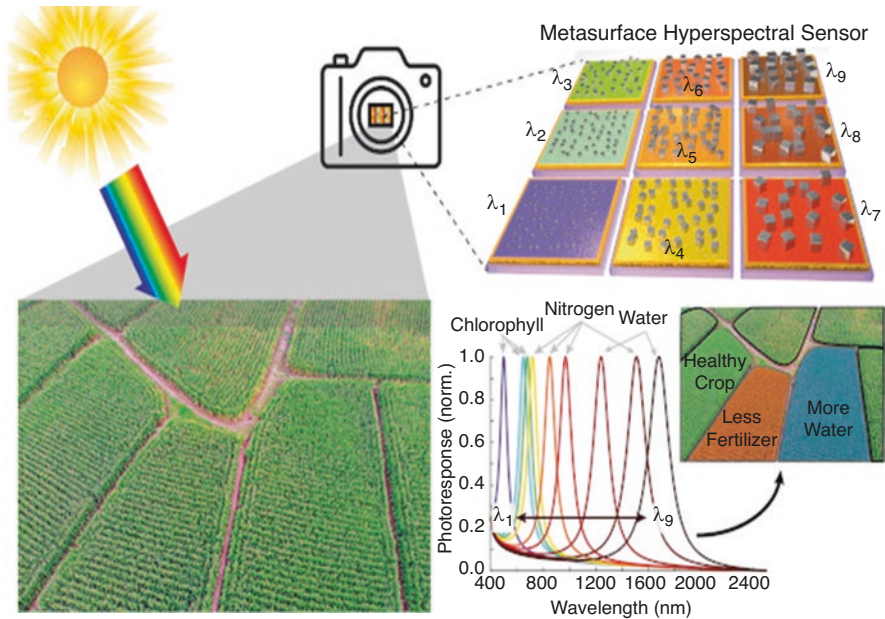 Metasurface Hyperspectral Sensor
λ3
λ6
λ9
λ2
λ5
λ8
λ1
λ4
λ7
Chlorophyll
Nitrogen
Water
Photoresponse (norm.)
1.0
0.8
0.6
0.4
0.2
0.0
λ1
λ9
400
800
1200
1600
2000
2400
Wavelength (nm)
Healthy
Crop
Less
Fertilizer
More
Water